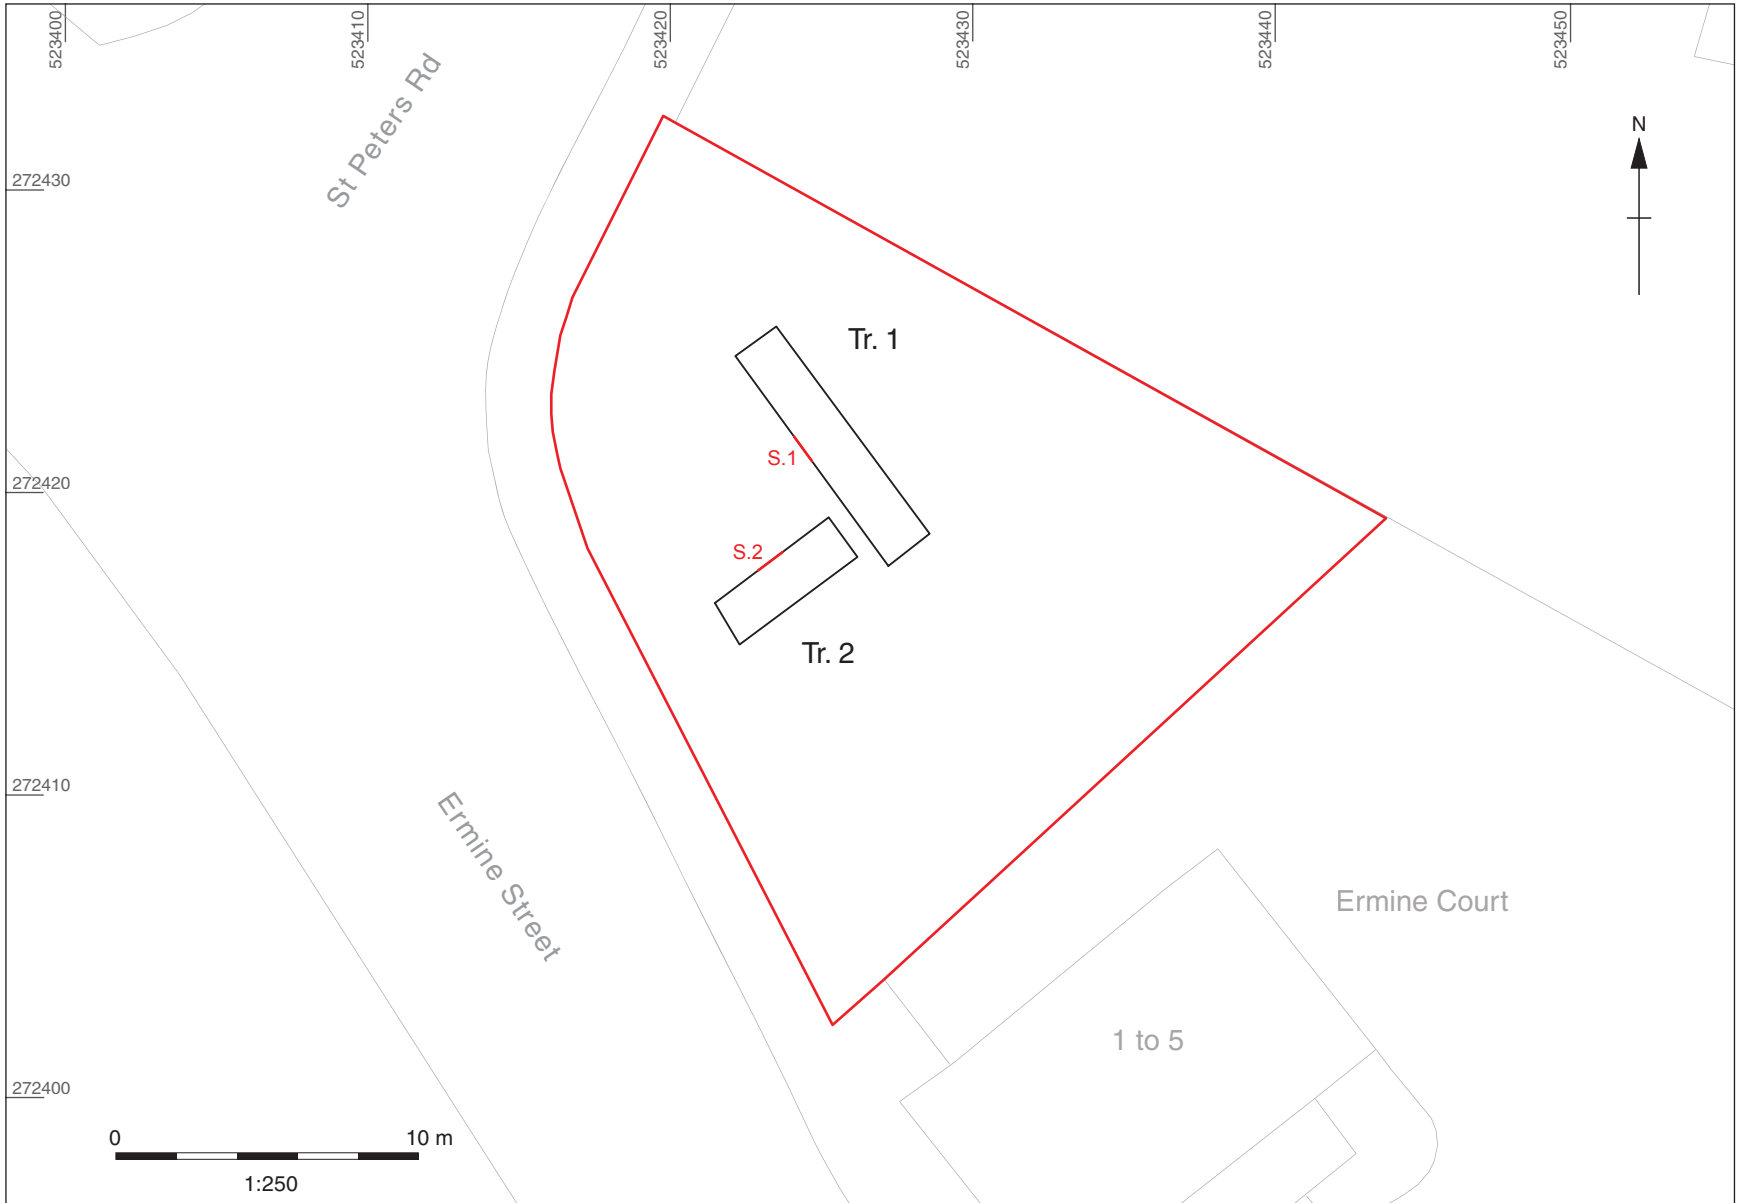 523400
523410
523420
523430
523440
523450
St Peters Rd
N
272430
Tr. 1
S.1
272420
S.2
Tr. 2
272410
Ermine Street
Ermine Court
1 to 5
272400
0 10 m
1:250